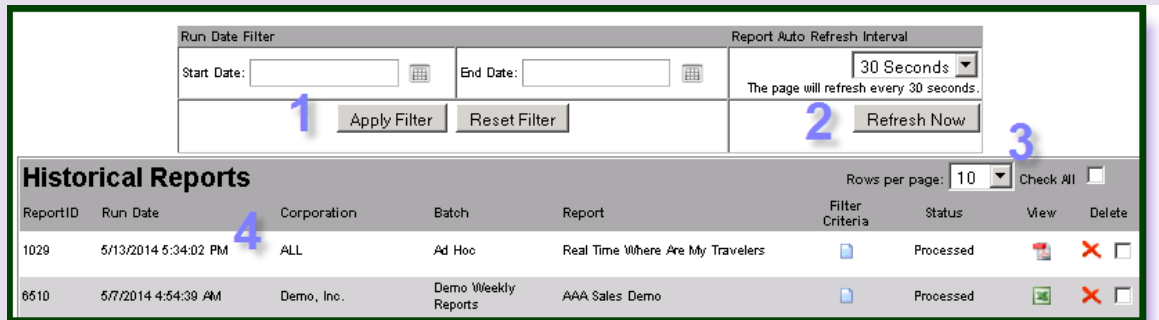 Run Date Filter Report Auto Refresh Interval
Start Date: End Date: 30 Seconds
The page will refresh every 30 seconds.
1 Apply Filter Reset Filter 2 Refresh Now
3
Historical Reports Rows per page: 10 Check All
ReportID Run Date Corporation Batch Report Filter Criteria Status View Delete
4
1029 5/13/2014 5:34:02 PM ALL Ad Hoc Real Time Where Are My Travelers Processed
6510 5/7/2014 4:54:39 AM Demo, Inc. Demo Weekly Reports AAA Sales Demo Processed